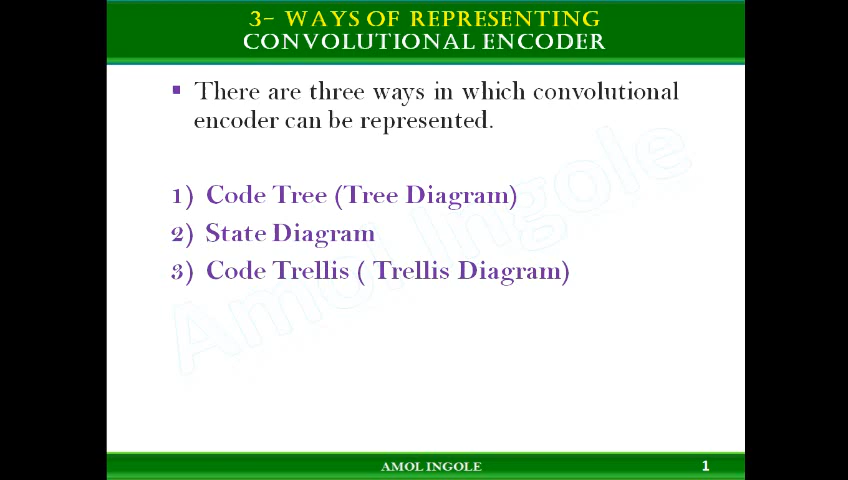 3- WAYS OF REPRESENTING
CONVOLUTIONAL ENCODER
▪ There are three ways in which convolutional
encoder can be represented.
1) Code Tree (Tree Diagram)
2) State Diagram
3) Code Trellis ( Trellis Diagram)
Amol Ingole
AMOL INGOLE
1